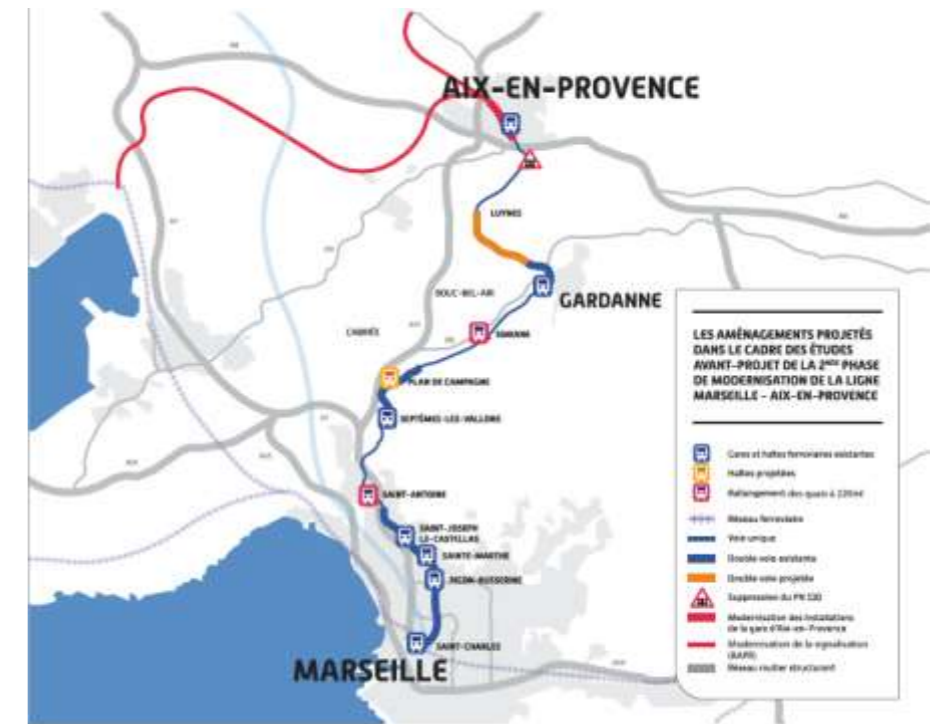 AIX-EN-PROVENCE
LUYNES
BOUC-BEL-AIR
GARDANNE
CABRIÈS
SIMIANE
PLAN DE CAMPAGNE
SEPTÈMES-LES-VALLONS
SAINT-ANTOINE
SAINT-JOSEPH
LE-CASTELLAS
SAINTE-MARTHE
PICON-BUSSERINE
SAINT-CHARLES
MARSEILLE
LES AMÉNAGEMENTS PROJETÉS
DANS LE CADRE DES ÉTUDES
AVANT-PROJET DE LA 2NDE PHASE
DE MODERNISATION DE LA LIGNE
MARSEILLE - AIX-EN-PROVENCE
Gares et haltes ferroviaires existantes
Haltes projetées
Rallongement des quais à 220ml
Réseau ferroviaire
Voie unique
Double voie existante
Double voie projetée
Suppression du PN 110
Modernisation des installations
de la gare d'Aix-en-Provence
Modernisation de la signalisation
(BAPR)
Réseau routier structurant